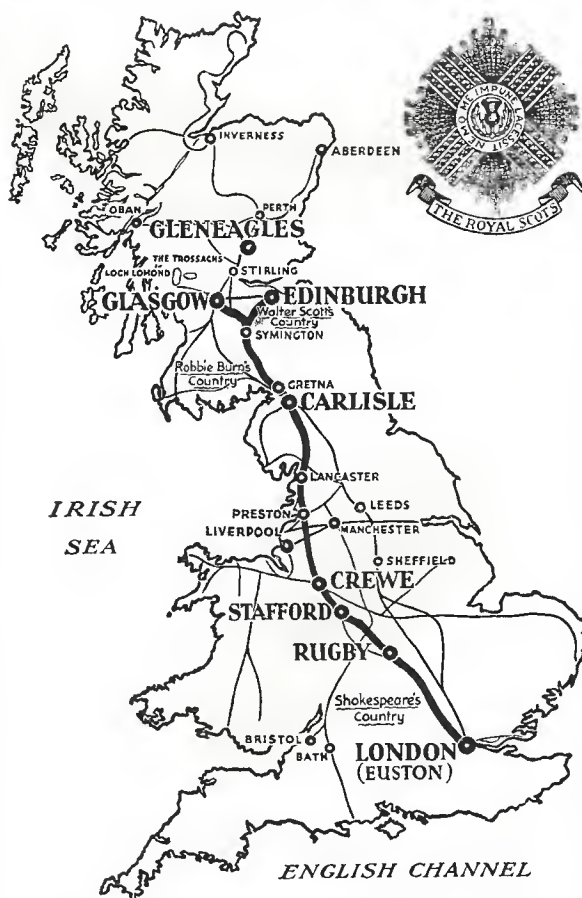 NEMO ME IMPUNE LACESSIT
THE ROYAL SCOTS
INVERNESS
ABERDEEN
OBAN
PERTH
GLENEAGLES
THE TROSSACHS
LOCH LOMOND
STIRLING
GLASGOW
EDINBURGH
Walter Scott's
Country
SYMINGTON
Robbie Burn's
Country
GRETNA
CARLISLE
LANCASTER
IRISH
SEA
PRESTON
LEEDS
LIVERPOOL
MANCHESTER
SHEFFIELD
CREWE
STAFFORD
RUGBY
Shokespeare's
Country
BRISTOL
BATH
LONDON
(EUSTON)
ENGLISH CHANNEL